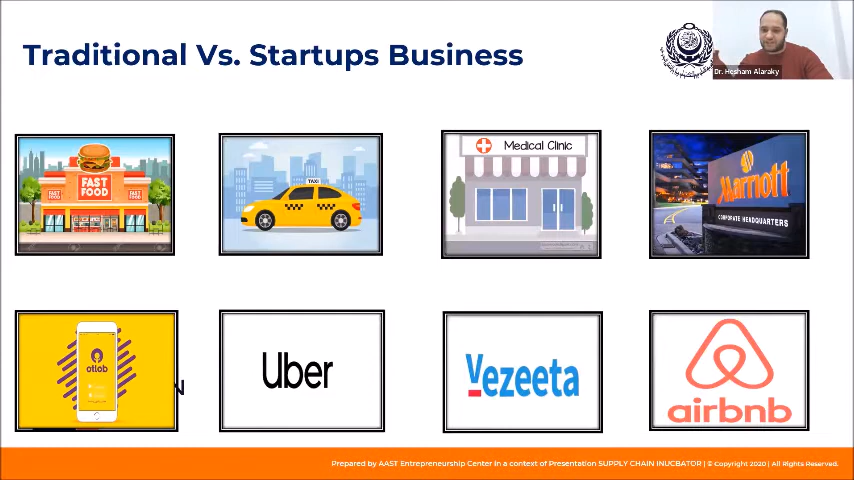 Traditional Vs. Startups Business
Dr. Hesham Alaraky
FAST
FOOD
FOOD
FOOD
TAXI
Medical Clinic
Marriott
CORPORATE HEADQUARTERS
otlob
N
Uber
Vezeeta
airbnb
Prepared by AAST Entrepreneurship Center in a context of Presentation SUPPLY CHAIN INUCBATOR | © Copyright 2020 | All Rights Reserved.